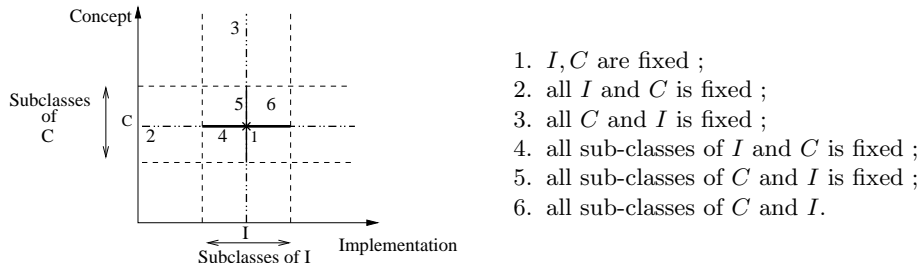 Concept
3
Subclasses
of
C
C
5
6
2
4
1
I
Implementation
Subclasses of I
1. I, C are fixed ;
2. all I and C is fixed ;
3. all C and I is fixed ;
4. all sub-classes of I and C is fixed ;
5. all sub-classes of C and I is fixed ;
6. all sub-classes of C and I.